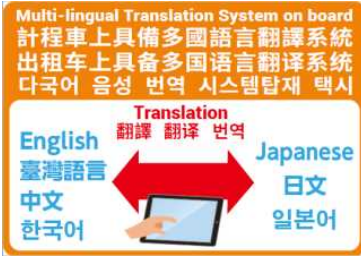 Multi-lingual Translation System on board
計程車上具備多國語言翻譯系統
出租车上具备多国语言翻译系统
다국어 음성 번역 시스템탑재 택시
Translation
翻譯 翻译 번역
English
臺灣語言
中文
한국어
Japanese
日文
일본어